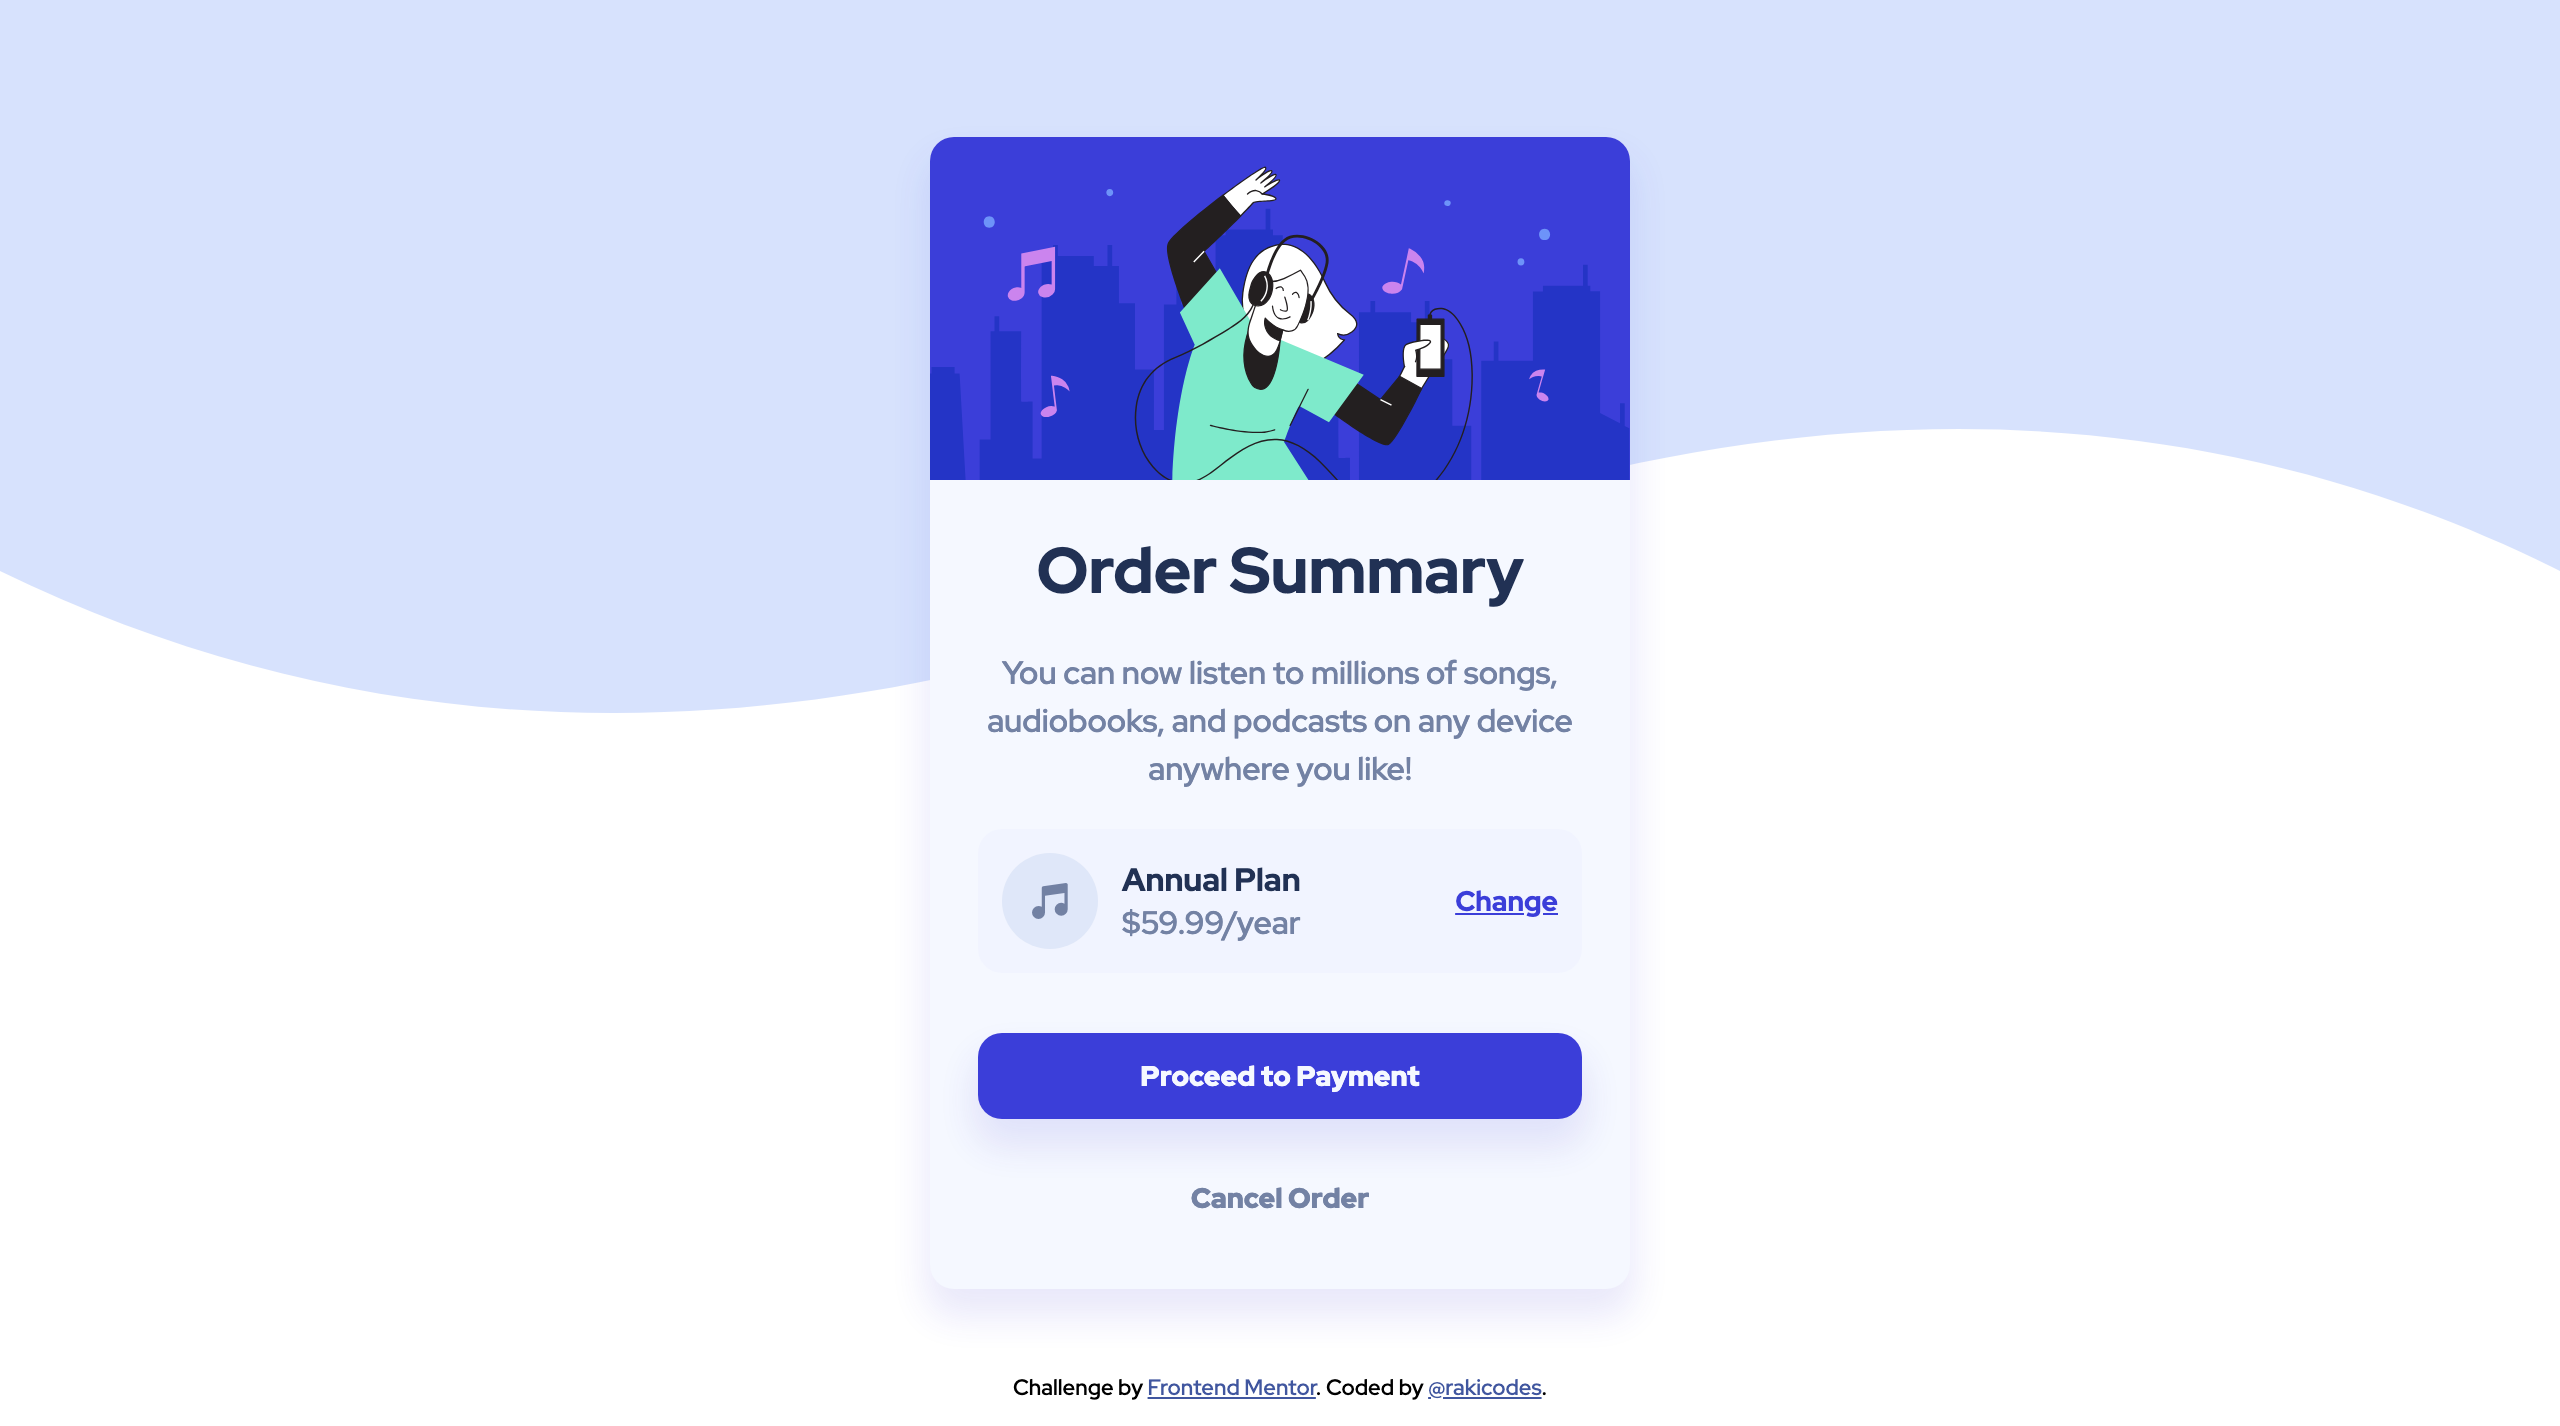 Order Summary
You can now listen to millions of songs,
audiobooks, and podcasts on any device
anywhere you like!
Annual Plan
$59.99/year
Change
Proceed to Payment
Cancel Order
Challenge by Frontend Mentor. Coded by @rakicodes.